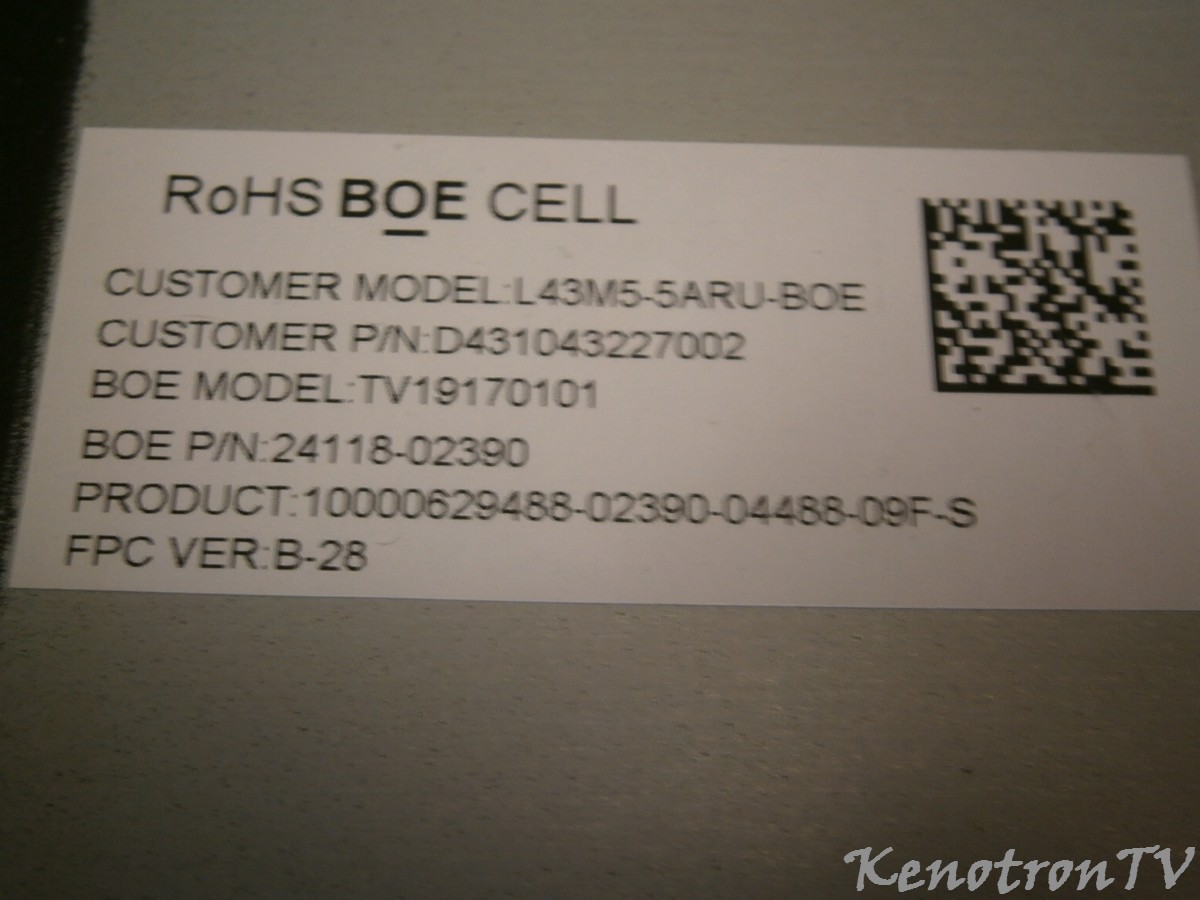 RoHS BOE CELL
CUSTOMER MODEL:L43M5-5ARU-BOE
CUSTOMER P/N:D431043227002
BOE MODEL:TV19170101
BOE P/N:24118-02390
PRODUCT:10000629488-02390-04488-09F-S
FPC VER:B-28
KenotronTV